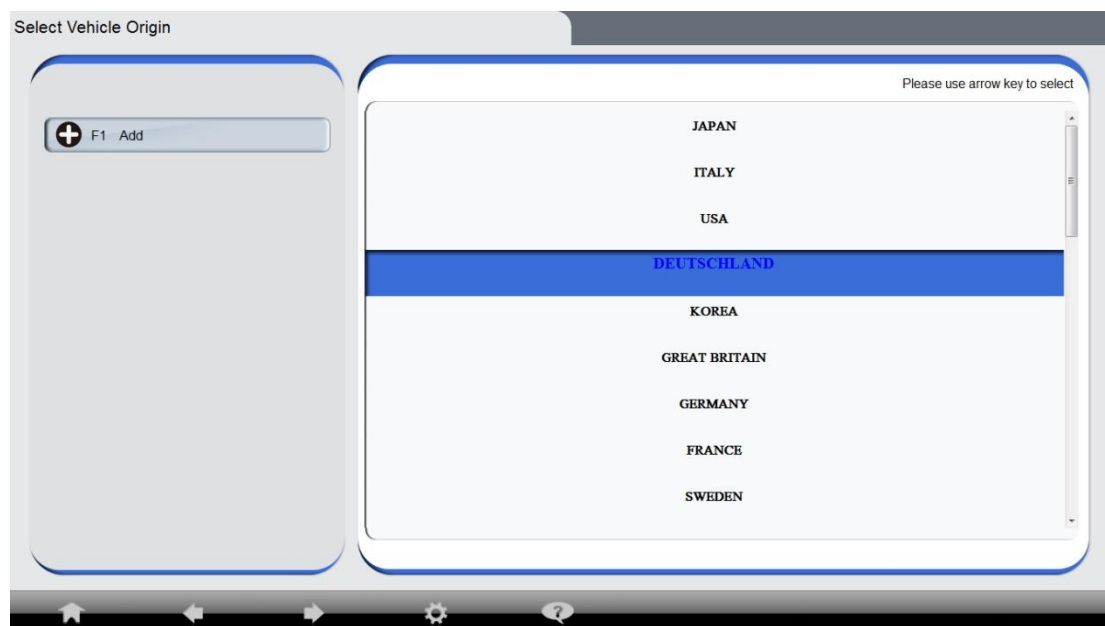 Select Vehicle Origin
Please use arrow key to select
F1 Add
JAPAN
ITALY
USA
DEUTSCHLAND
KOREA
GREAT BRITAIN
GERMANY
FRANCE
SWEDEN
?